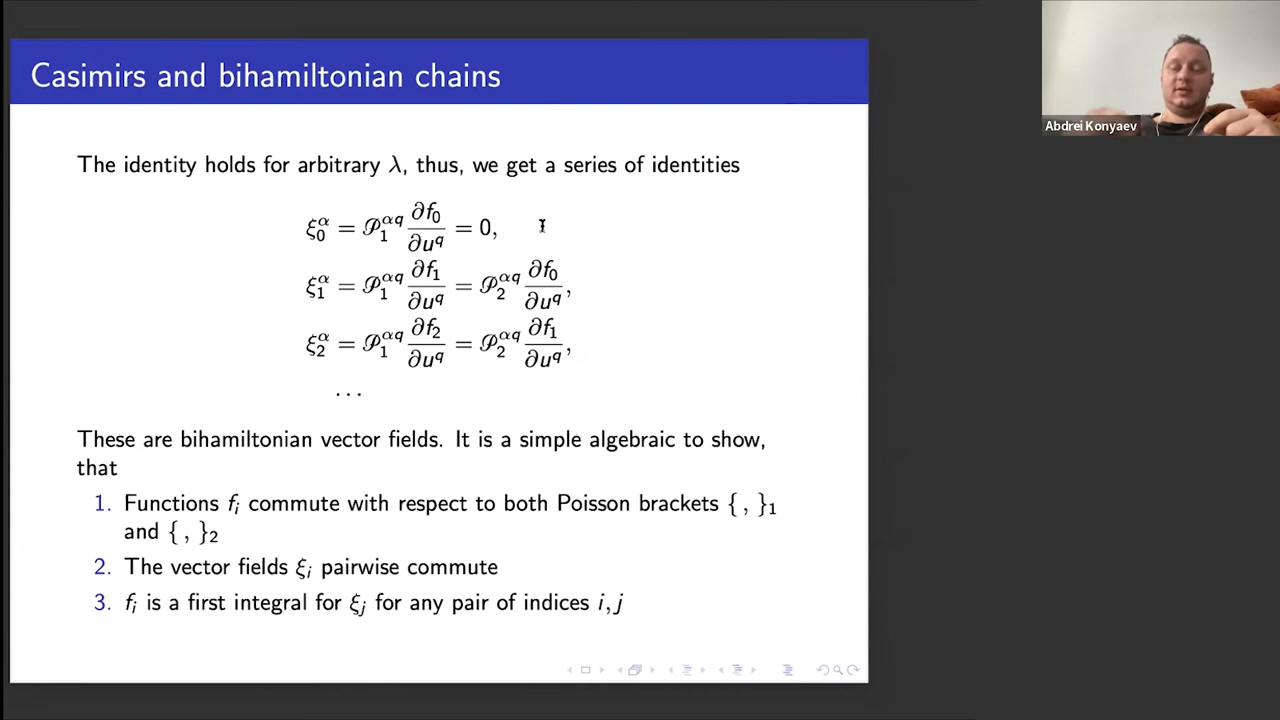 Casimirs and bihamiltonian chains
Abdrei Konyaev
The identity holds for arbitrary λ, thus, we get a series of identities
ξ₀^α = 𝒫₁^{αq} ∂f₀/∂u^q = 0,
ξ₁^α = 𝒫₁^{αq} ∂f₁/∂u^q = 𝒫₂^{αq} ∂f₀/∂u^q,
ξ₂^α = 𝒫₁^{αq} ∂f₂/∂u^q = 𝒫₂^{αq} ∂f₁/∂u^q,
...
These are bihamiltonian vector fields. It is a simple algebraic to show,
that
1. Functions fᵢ commute with respect to both Poisson brackets { , }₁
and { , }₂
2. The vector fields ξᵢ pairwise commute
3. fᵢ is a first integral for ξⱼ for any pair of indices i, j